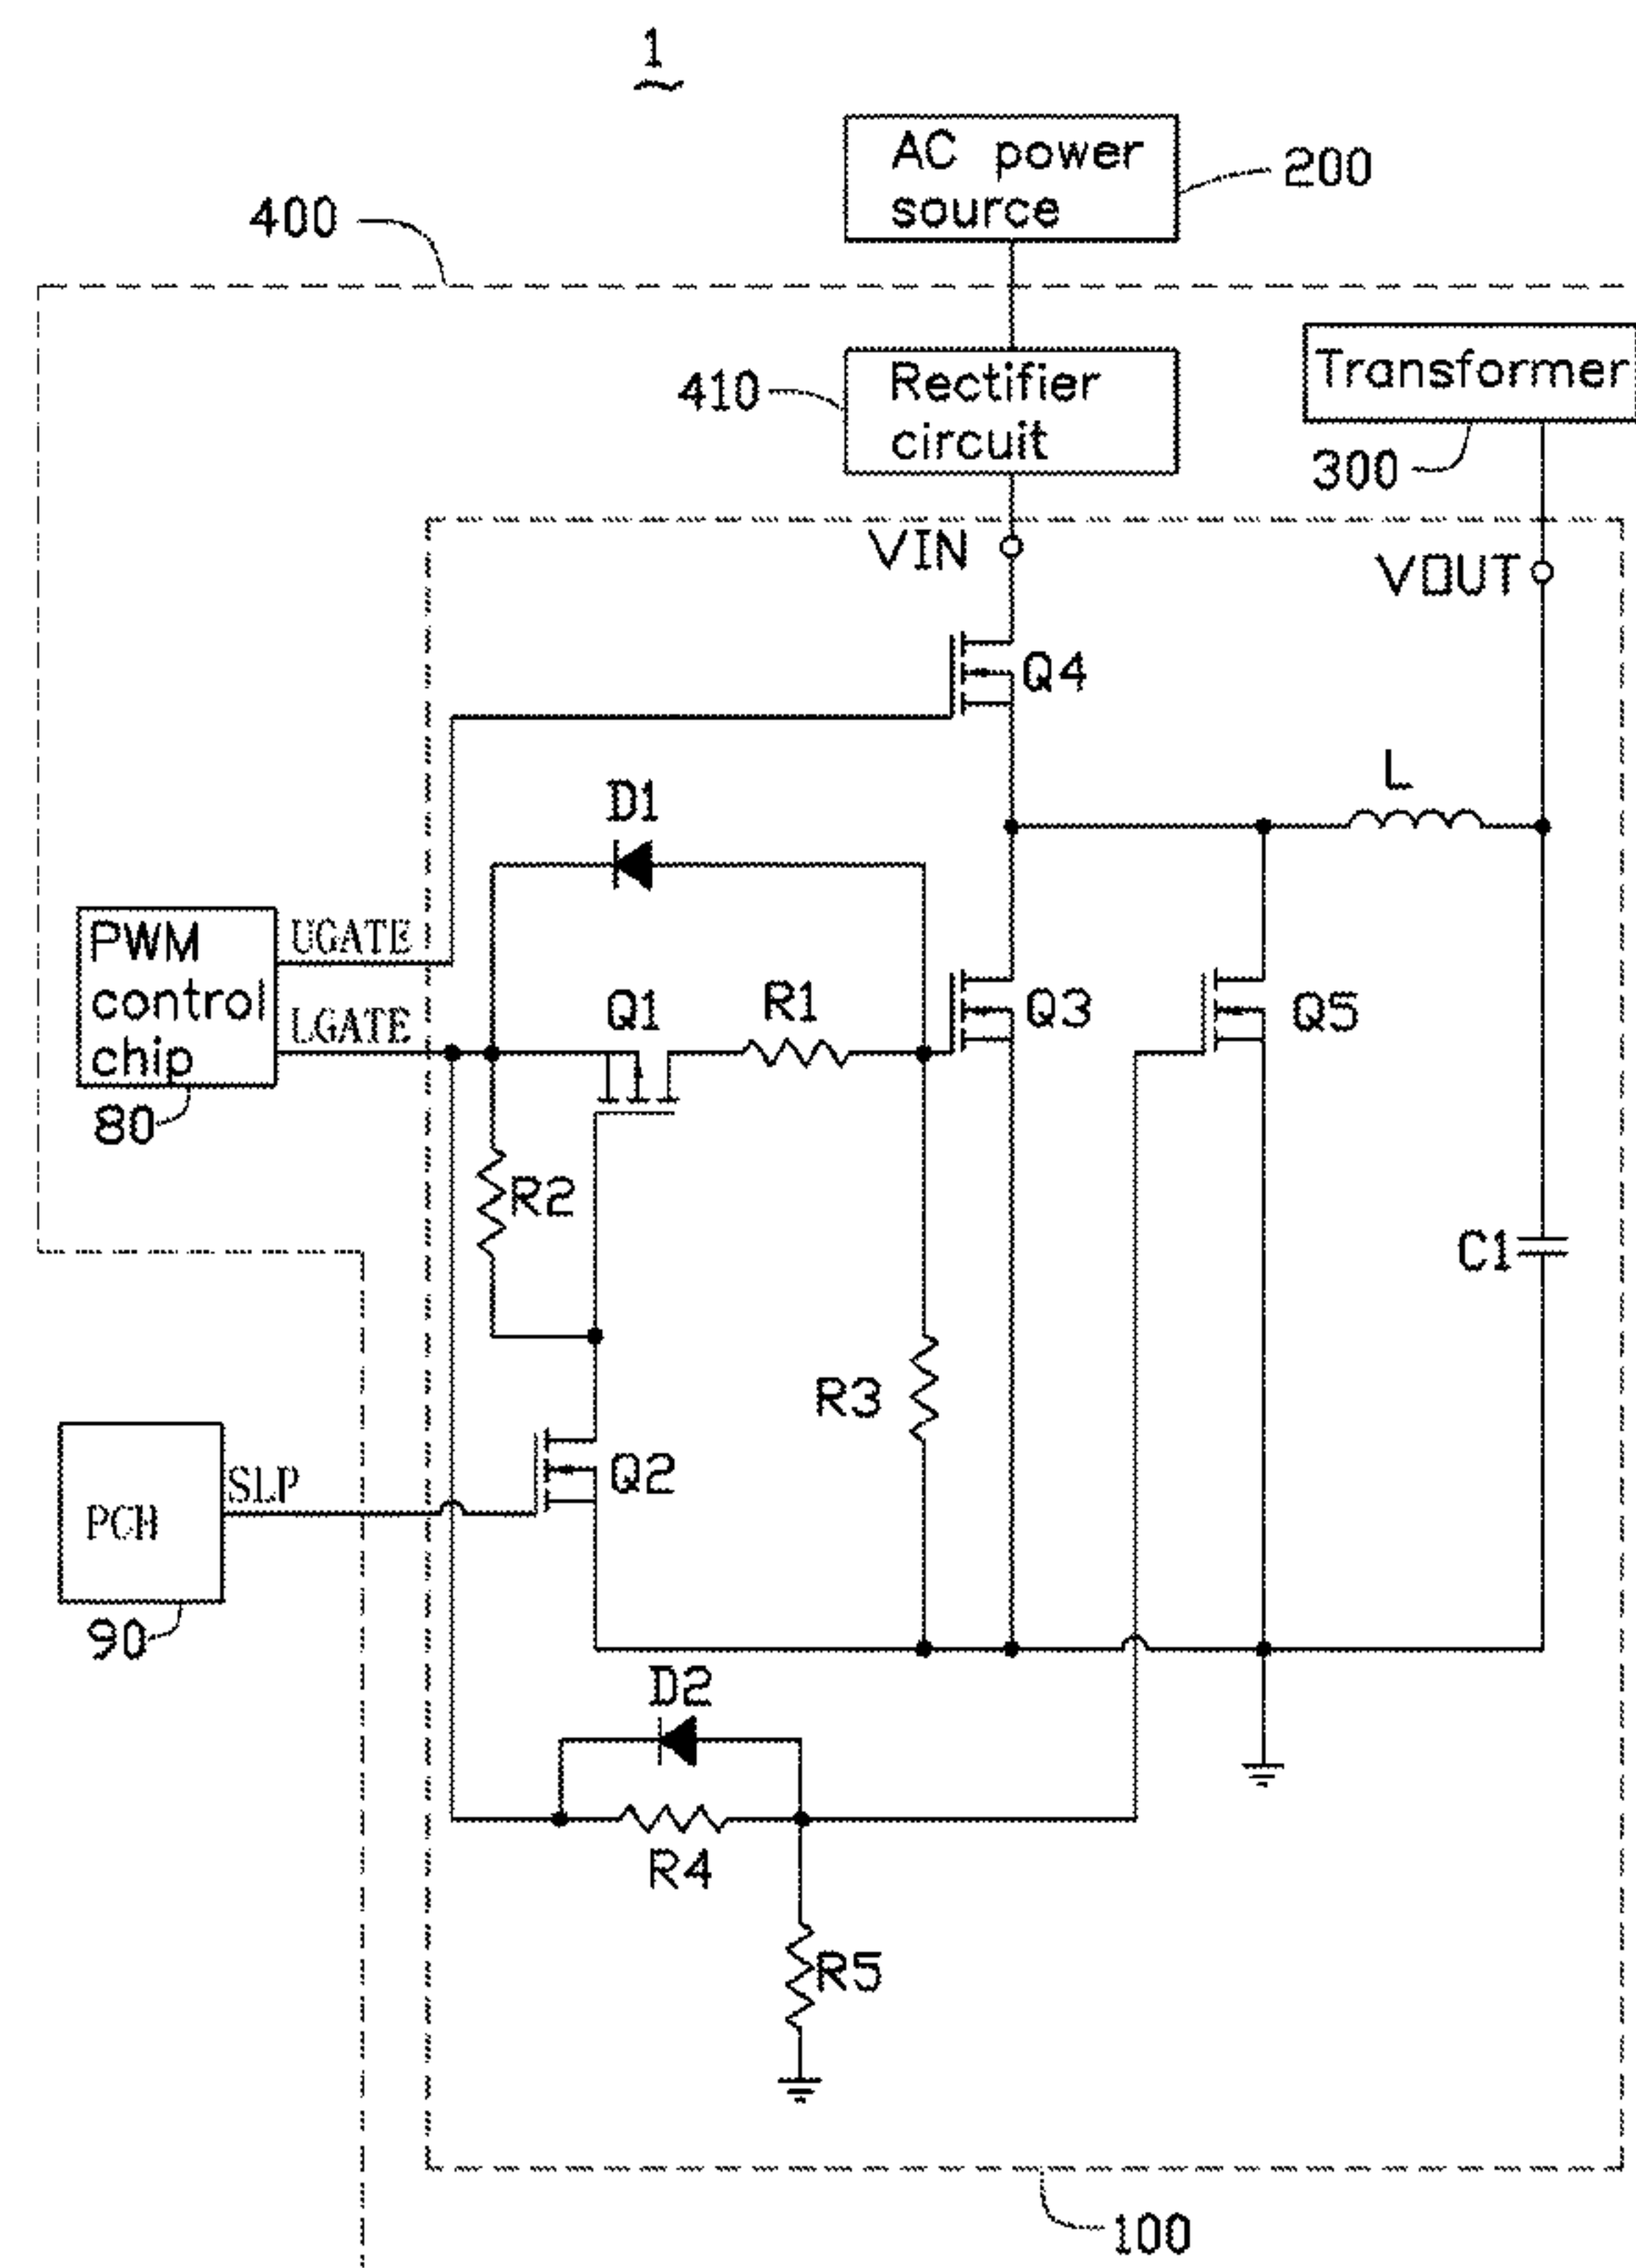 1
AC power
source
200
400
Rectifier
circuit
410
Transformer
300
VIN
VOUT
Q4
L
D1
PWM
control
chip
UGATE
LGATE
80
Q1
R1
Q3
Q5
R2
C1
R3
PCH
SLP
Q2
90
D2
R4
R5
100